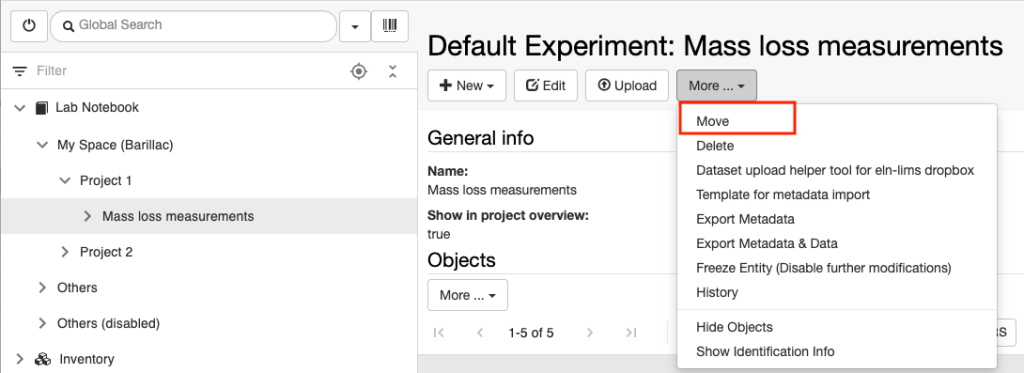 Global Search
Filter
Lab Notebook
My Space (Barillac)
Project 1
Mass loss measurements
Project 2
Others
Others (disabled)
Inventory
Default Experiment: Mass loss measurements
New
Edit
Upload
More ...
Move
Delete
Dataset upload helper tool for eln-lims dropbox
Template for metadata import
Export Metadata
Export Metadata & Data
Freeze Entity (Disable further modifications)
History
Hide Objects
Show Identification Info
General info
Name:
Mass loss measurements
Show in project overview:
true
Objects
More ...
1-5 of 5